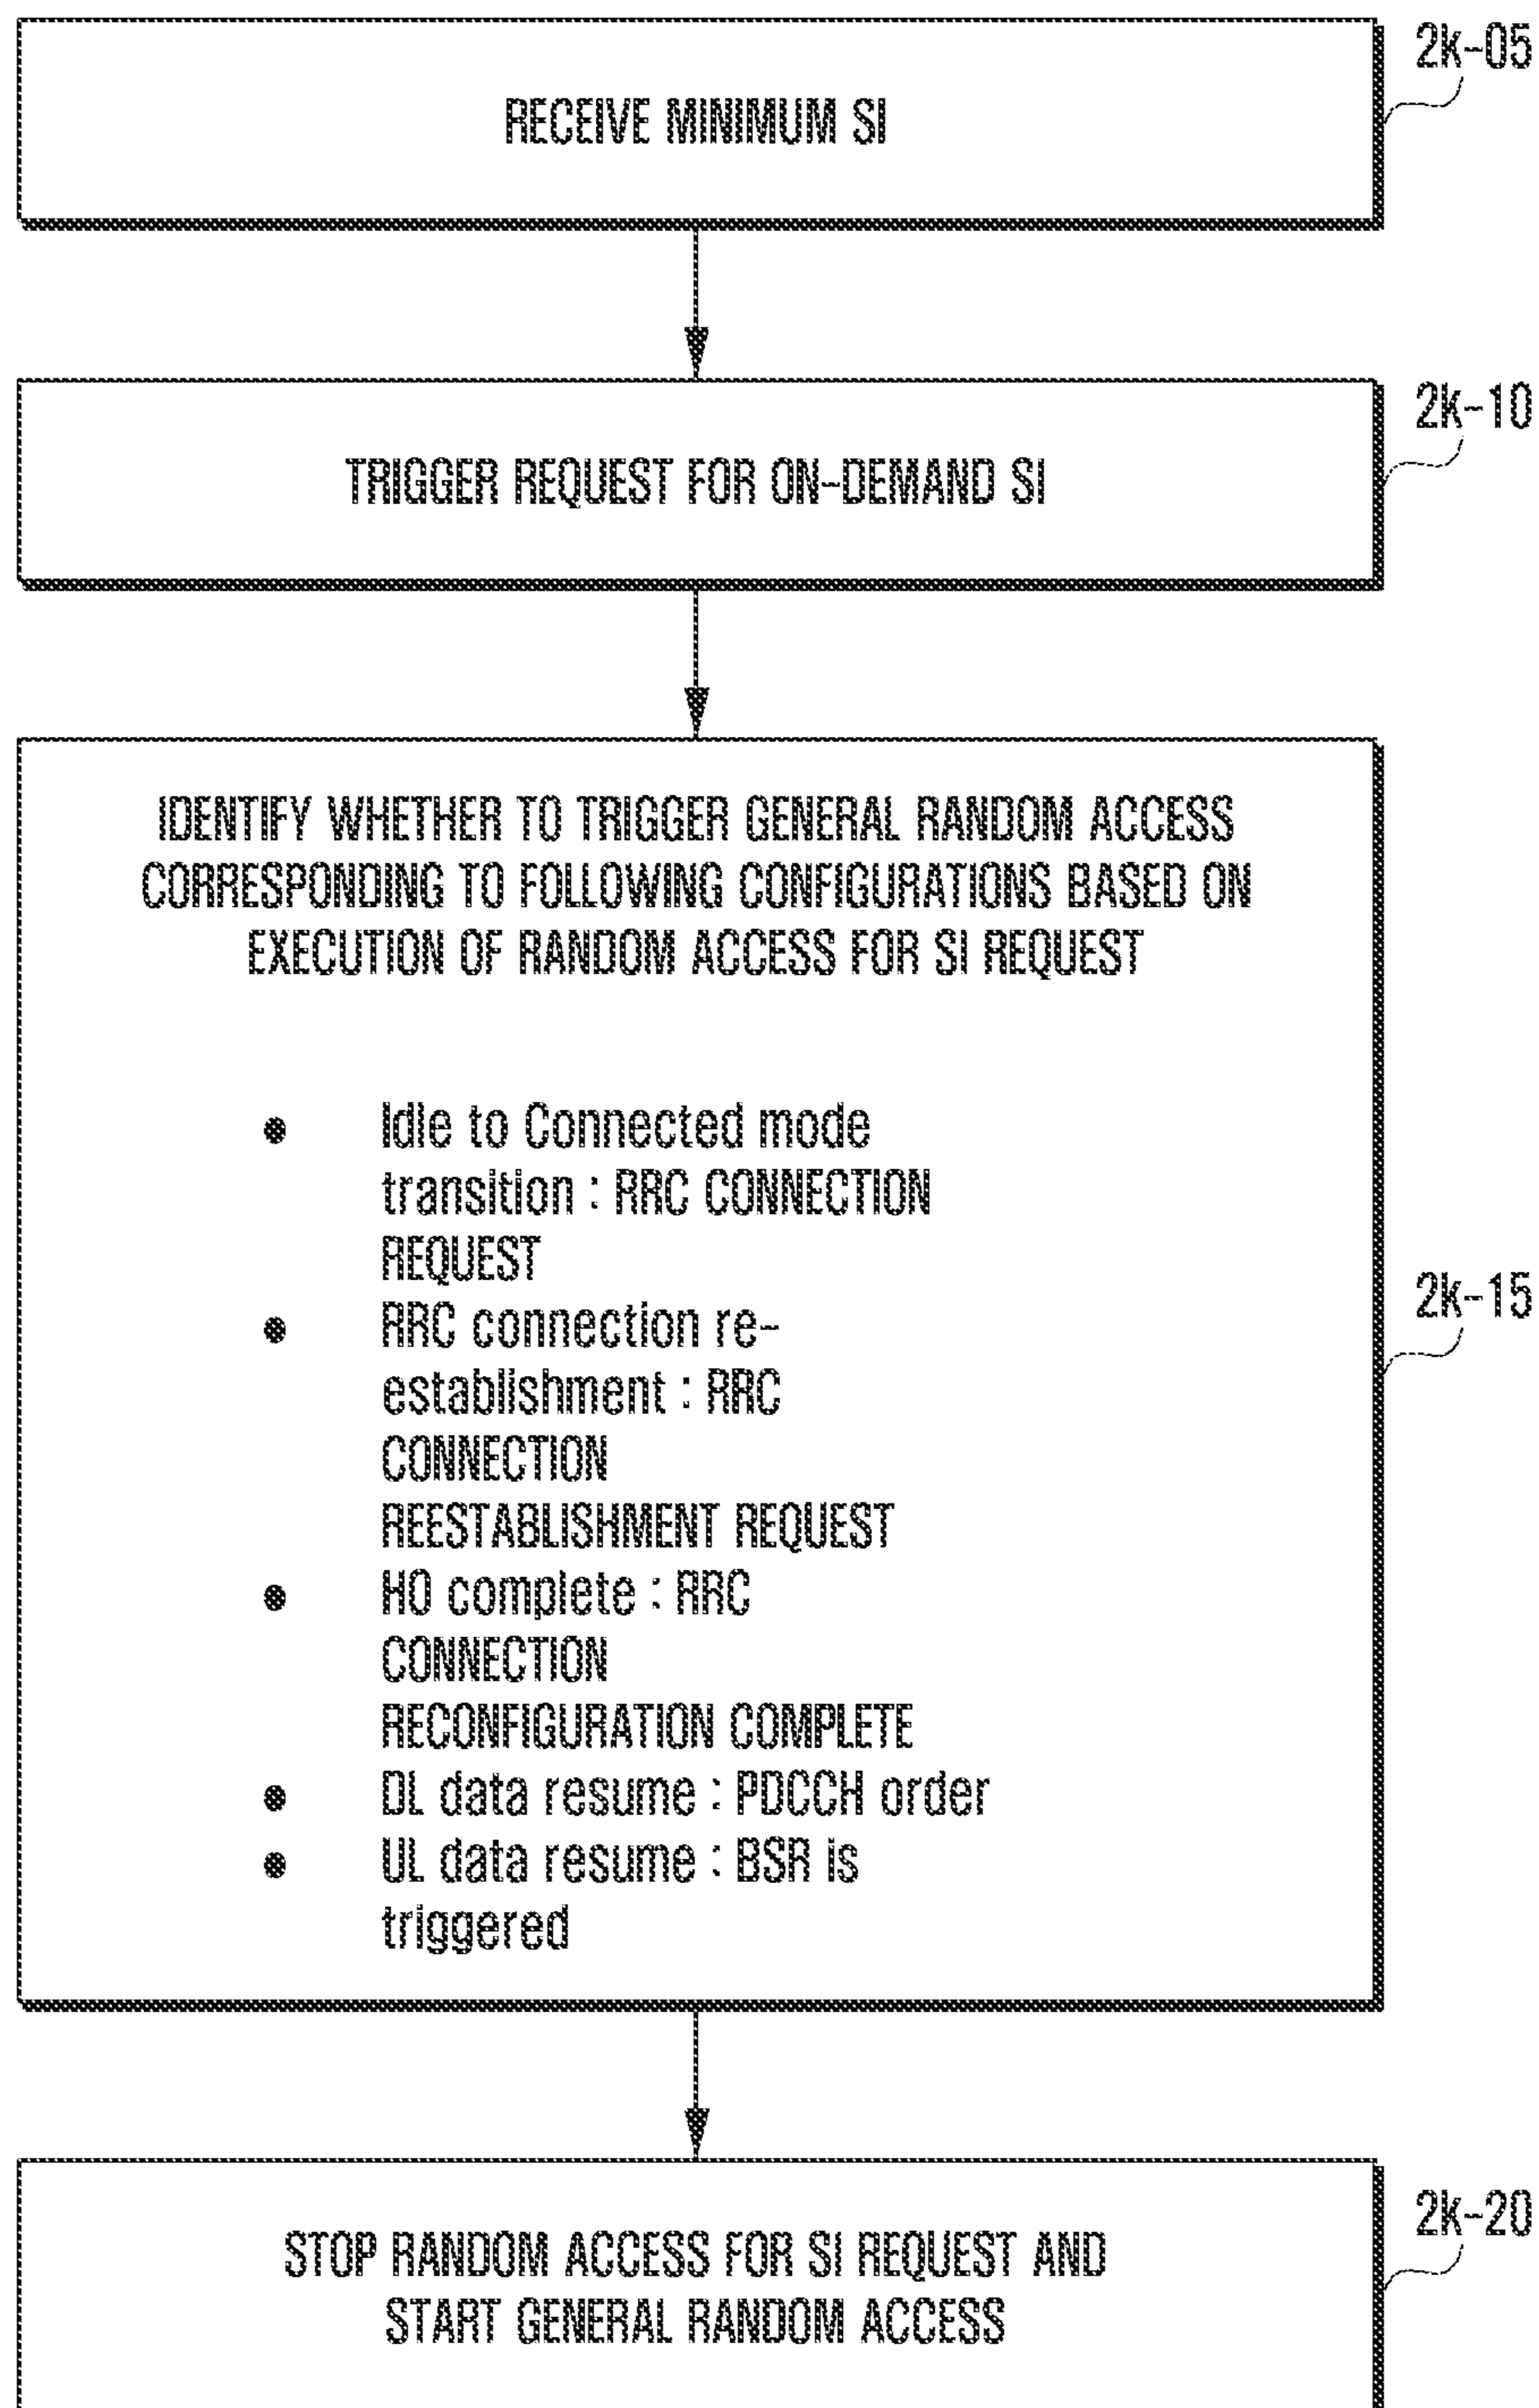 2k-05
RECEIVE MINIMUM SI
2k-10
TRIGGER REQUEST FOR ON-DEMAND SI
IDENTIFY WHETHER TO TRIGGER GENERAL RANDOM ACCESS
CORRESPONDING TO FOLLOWING CONFIGURATIONS BASED ON
EXECUTION OF RANDOM ACCESS FOR SI REQUEST
● Idle to Connected mode
transition : RRC CONNECTION
REQUEST
● RRC connection re-
establishment : RRC
CONNECTION
REESTABLISHMENT REQUEST
● HO complete : RRC
CONNECTION
RECONFIGURATION COMPLETE
● DL data resume : PDCCH order
● UL data resume : BSR is
triggered
2k-15
2k-20
STOP RANDOM ACCESS FOR SI REQUEST AND
START GENERAL RANDOM ACCESS